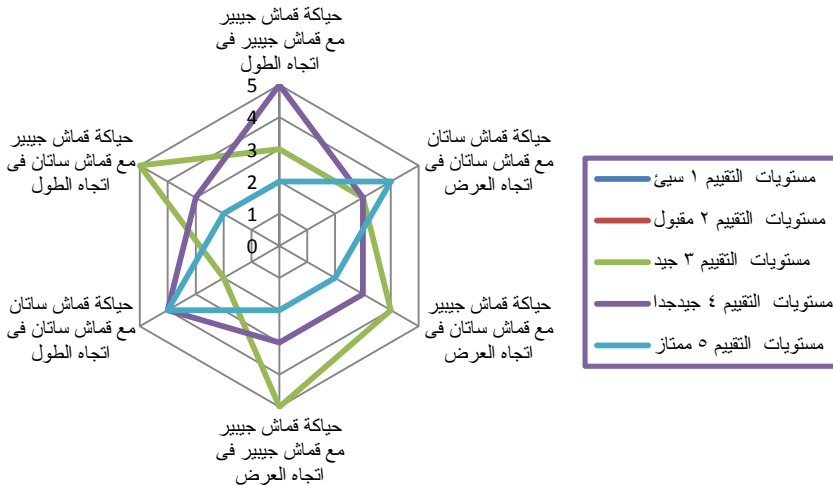 حياكة قماش جيبير
مع قماش جيبير فى
اتجاه الطول
5
4
3
2
1
0
حياكة قماش ساتان
مع قماش ساتان فى
اتجاه العرض
حياكة قماش جيبير
مع قماش ساتان فى
اتجاه العرض
حياكة قماش جيبير
مع قماش جيبير فى
اتجاه العرض
حياكة قماش ساتان
مع قماش ساتان فى
اتجاه الطول
حياكة قماش جيبير
مع قماش ساتان فى
اتجاه الطول
مستويات التقييم ١ سيئ
مستويات التقييم ٢ مقبول
مستويات التقييم ٣ جيد
مستويات التقييم ٤ جيدجدا
مستويات التقييم ٥ ممتاز